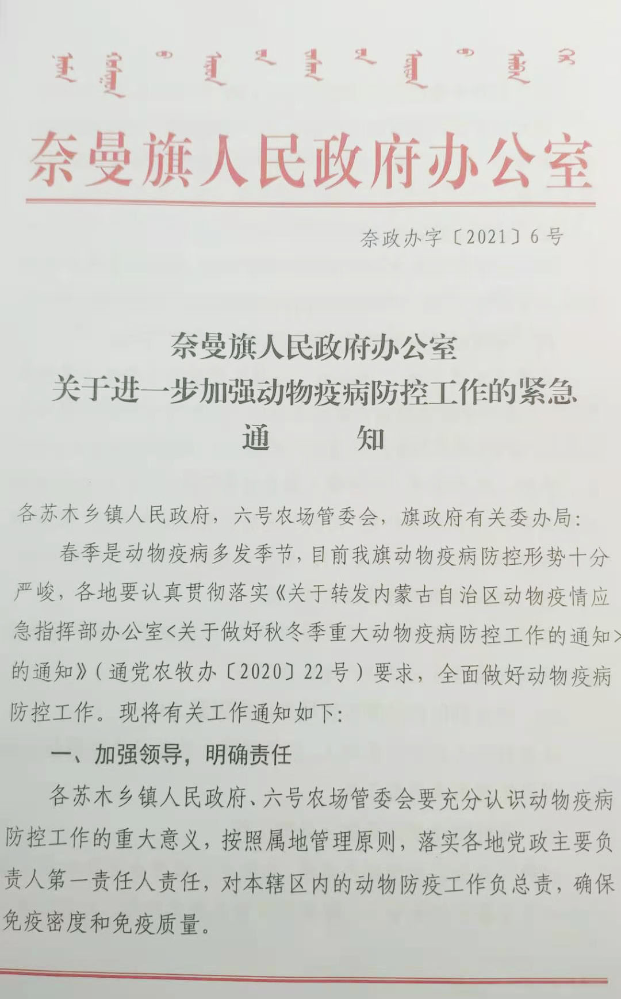 奈曼旗人民政府办公室
奈政办字〔2021〕6号
奈曼旗人民政府办公室
关于进一步加强动物疫病防控工作的紧急
通 知
各苏木乡镇人民政府，六号农场管委会，旗政府有关委办局：
春季是动物疫病多发季节，目前我旗动物疫病防控形势十分
严峻，各地要认真贯彻落实《关于转发内蒙古自治区动物疫情应
急指挥部办公室<关于做好秋冬季重大动物疫病防控工作的通知>
的通知》（通党农牧办〔2020〕22号）要求，全面做好动物疫病
防控工作。现将有关工作通知如下：
一、加强领导，明确责任
各苏木乡镇人民政府、六号农场管委会要充分认识动物疫病
防控工作的重大意义，按照属地管理原则，落实各地党政主要负
责人第一责任人责任，对本辖区内的动物防疫工作负总责，确保
免疫密度和免疫质量。